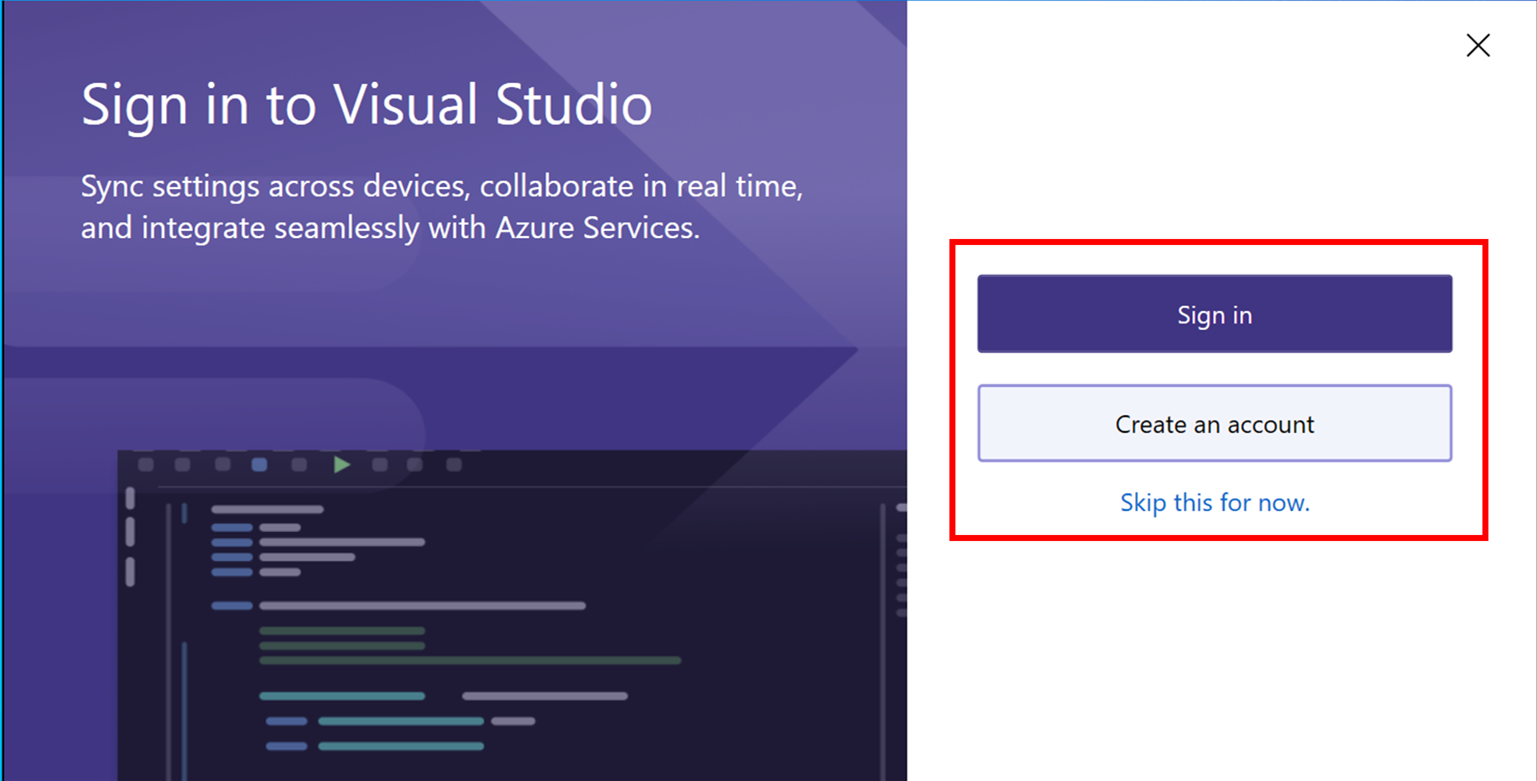 Sign in to Visual Studio
Sync settings across devices, collaborate in real time,
and integrate seamlessly with Azure Services.
Sign in
Create an account
Skip this for now.